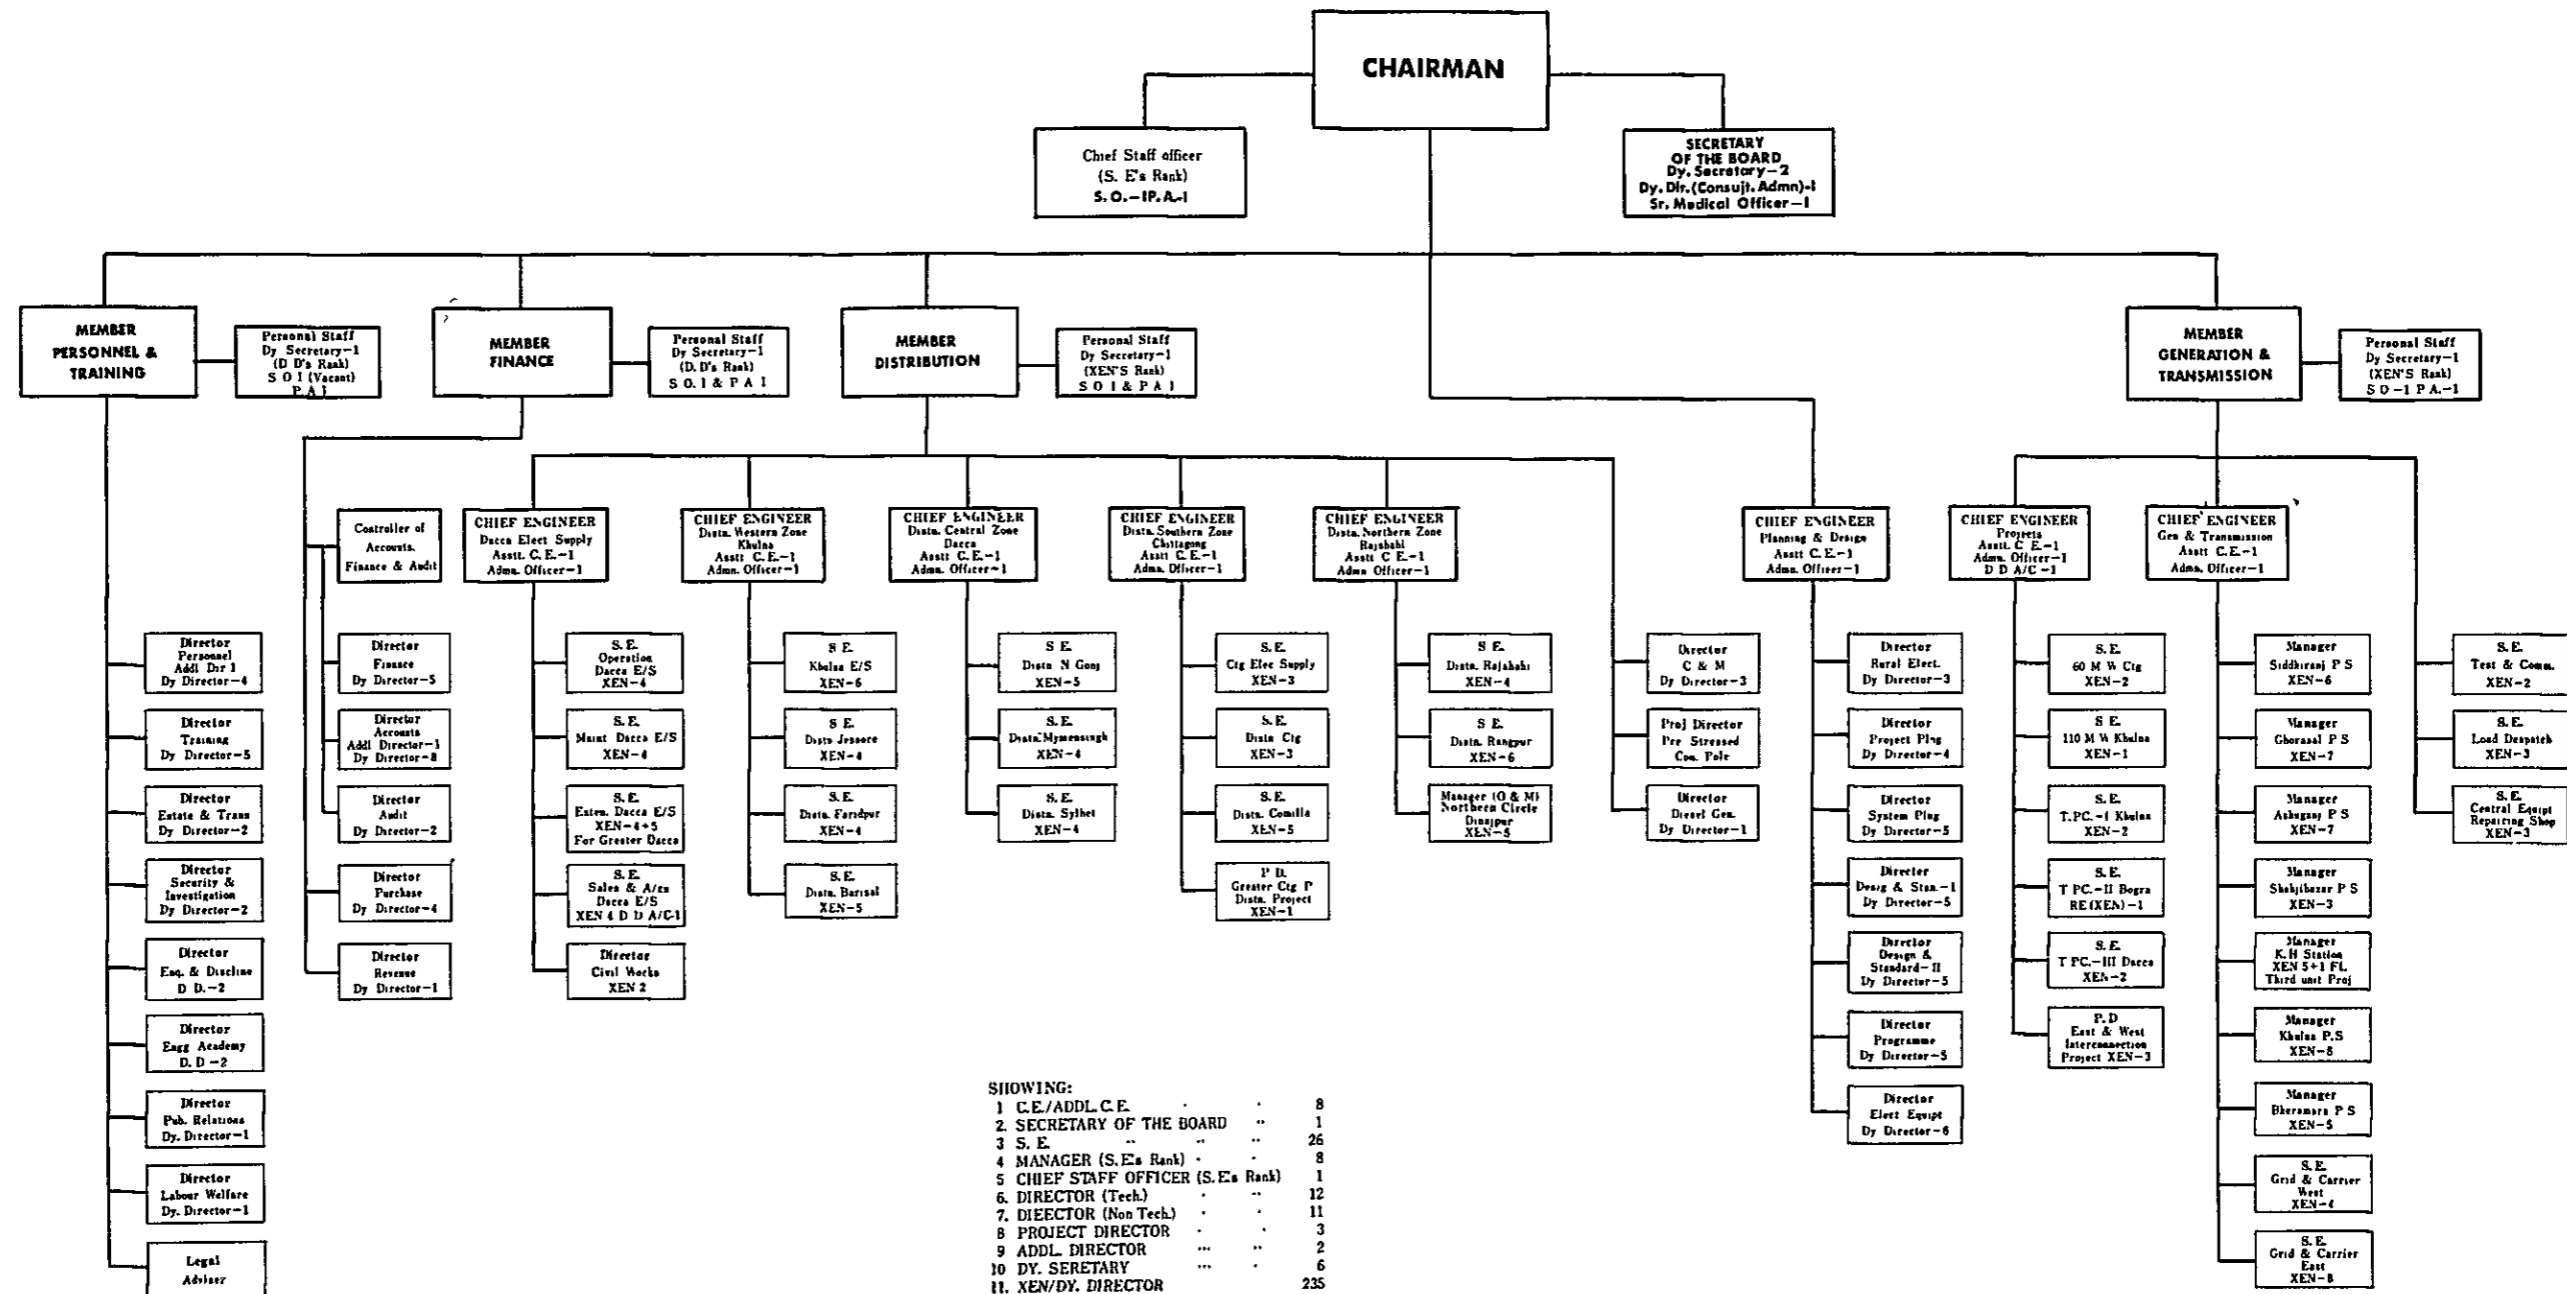 CHAIRMAN
Chief Staff officer
(S. E's Rank)
S. O.-IP. A.-I
SECRETARY
OF THE BOARD
Dy. Secretary-2
Dy. Dir. (Consujt. Admn)-I
Sr. Medical Officer-I
MEMBER
PERSONNEL &
TRAINING
Personal Staff
Dy Secretary-1
(D D's Rank)
S O I (Vacant)
P. A I
MEMBER
FINANCE
Personal Staff
Dy Secretary-1
(D. D's Rank)
S O. I & P A I
MEMBER
DISTRIBUTION
Personal Staff
Dy Secretary-1
(XEN'S Rank)
S O I & P A I
MEMBER
GENERATION &
TRANSMISSION
Personal Staff
Dy Secretary-1
(XEN'S Rank)
S O -1 P A.-1
Controller of
Accounts.
Finance & Audit
CHIEF ENGINEER
Dacca Elect Supply
Asstt. C. E.-1
Admn. Officer-1
CHIEF ENGINEER
Distn. Western Zone
Khulna
Asstt C. E.-1
Admn. Officer-1
CHIEF ENGINEER
Distn. Central Zone
Dacca
Asstt C. E.-1
Admn. Officer-1
CHIEF ENGINEER
Distn. Southern Zone
Chittagong
Asstt C. E.-1
Admn. Officer-1
CHIEF ENGINEER
Distn. Northern Zone
Rajshahi
Asstt C. E.-1
Admn Officer-1
CHIEF ENGINEER
Planning & Design
Asstt C. E.-1
Admn. Officer-1
CHIEF ENGINEER
Projects
Asstt. C E.-1
Admn. Officer-1
D D A/C -1
CHIEF ENGINEER
Gen & Transmission
Asstt C. E.-1
Admn. Officer-1
Director
Personnel
Addl Dir 1
Dy Director-4
Director
Training
Dy Director-5
Director
Estate & Trans
Dy Director-2
Director
Security &
Investigation
Dy Director-2
Director
Enq. & Discline
D D.-2
Director
Engg Academy
D. D -2
Director
Pub. Relations
Dy. Director-1
Director
Labour Welfare
Dy. Director-1
Legal
Adviser
Director
Finance
Dy Director-5
Director
Accounts
Addl Director-1
Dy Director-8
Director
Audit
Dy Director-2
Director
Purchase
Dy Director-4
Director
Revenue
Dy Director-1
S. E.
Operation
Dacca E/S
XEN-4
S. E.
Maint Dacca E/S
XEN-4
S. E.
Exten. Dacca E/S
XEN-4+5
For Greater Dacca
S. E.
Sales & A/cs
Dacca E/S
XEN 4 D D A/C-1
Director
Civil Works
XEN 2
S E.
Khulna E/S
XEN-6
S E.
Distn Jessore
XEN-4
S. E.
Distn. Faridpur
XEN-4
S. E.
Distn. Barisal
XEN-5
S E.
Distn N Gonj
XEN-5
S. E.
Distn. Mymensingh
XEN-4
S. E.
Distn. Sylhet
XEN-4
S. E.
Ctg Elec Supply
XEN-3
S. E.
Distn Ctg
XEN-3
S. E.
Distn. Comilla
XEN-5
P D.
Greater Ctg P
Distn. Project
XEN-1
S E.
Distn. Rajshahi
XEN-4
S E.
Distn. Rangpur
XEN-6
Manager (O & M)
Northern Circle
Dinajpur
XEN-5
Director
C & M
Dy Director-3
Proj Director
Pre Stressed
Con. Pole
Director
Diesel Gen.
Dy Director-1
Director
Rural Elect.
Dy Director-3
Director
Project Plng
Dy Director-4
Director
System Plng
Dy Director-5
Director
Desig & Stan.-1
Dy Director-5
Director
Design &
Standard-II
Dy Director-5
Director
Programme
Dy Director-5
Director
Elect Equipt
Dy Director-6
S. E.
60 M W Ctg
XEN-2
S E.
110 M W Khulna
XEN-1
S. E.
T.PC.-I Khulna
XEN-2
S. E.
T PC.-II Bogra
RE (XEN)-1
S. E.
T PC.-III Dacca
XEN-2
P. D
East & West
Interconnection
Project XEN-3
Manager
Siddhiranj P S
XEN-6
Manager
Ghorasal P S
XEN-7
Manager
Ashuganj P S
XEN-7
Manager
Shahjibazar P S
XEN-3
Manager
K.H Station
XEN 5+1 FL
Third unit Proj
Manager
Khulna P.S
XEN-8
Manager
Bheramara P S
XEN-5
S. E.
Grid & Carrier
West
XEN-4
S. E.
Grid & Carrier
East
XEN-8
S. E.
Test & Comm.
XEN-2
S. E.
Load Despatch
XEN-3
S. E.
Central Equipt
Repairing Shop
XEN-3
SHOWING:
1 C.E./ADDL. C. E. 8
2. SECRETARY OF THE BOARD 1
3 S. E. 26
4 MANAGER (S. E's Rank) 8
5 CHIEF STAFF OFFICER (S. E's Rank) 1
6. DIRECTOR (Tech.) 12
7. DIEECTOR (Non Tech.) 11
8 PROJECT DIRECTOR 3
9 ADDL. DIRECTOR 2
10 DY. SERETARY 6
11. XEN/DY. DIRECTOR 235